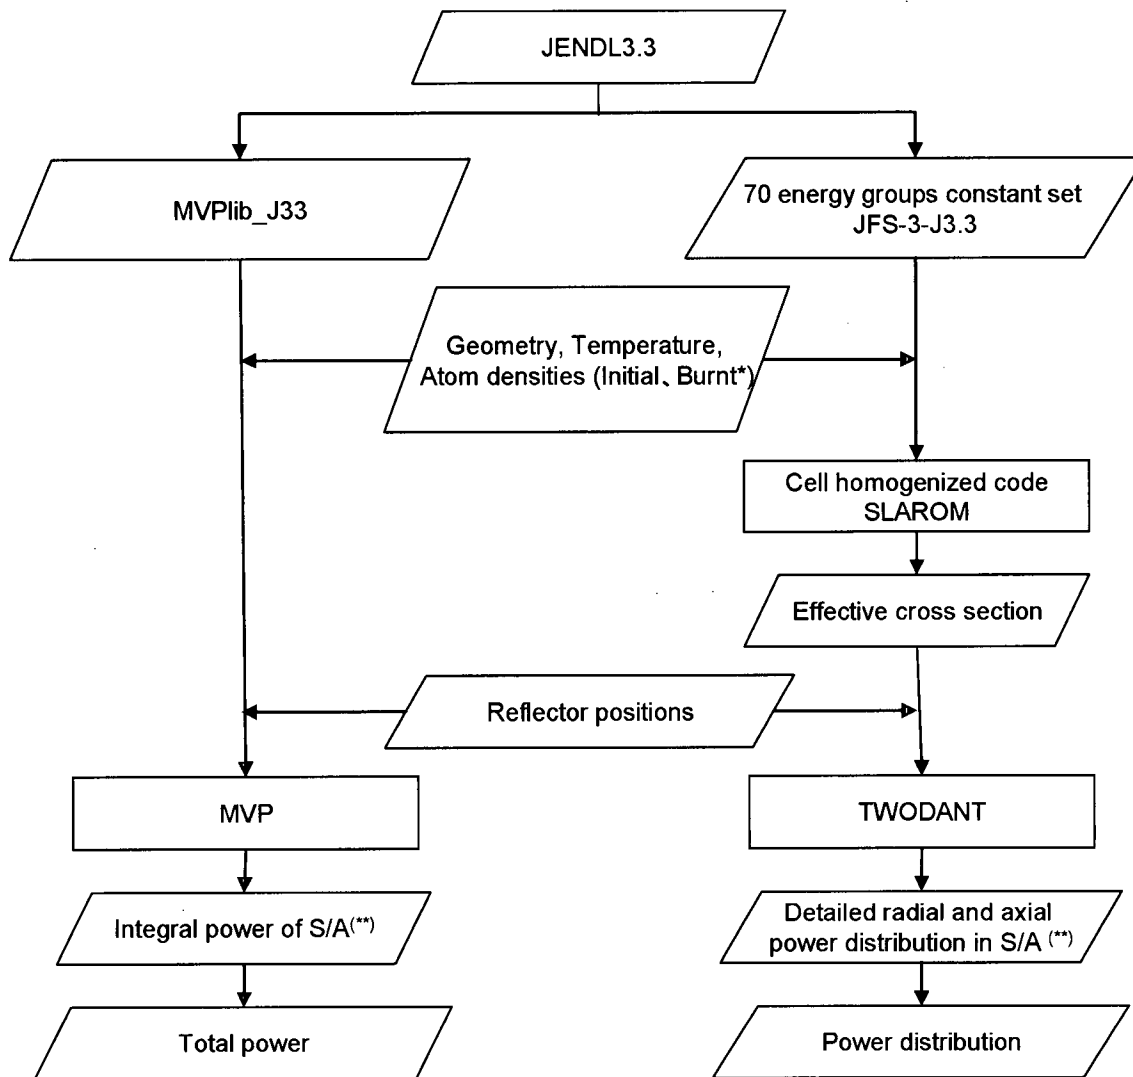 JENDL3.3
MVPlib_J33
70 energy groups constant set
JFS-3-J3.3
Geometry, Temperature,
Atom densities (Initial、Burnt*)
Cell homogenized code
SLAROM
Effective cross section
Reflector positions
MVP
TWODANT
Integral power of S/A(**)
Detailed radial and axial
power distribution in S/A (**)
Total power
Power distribution